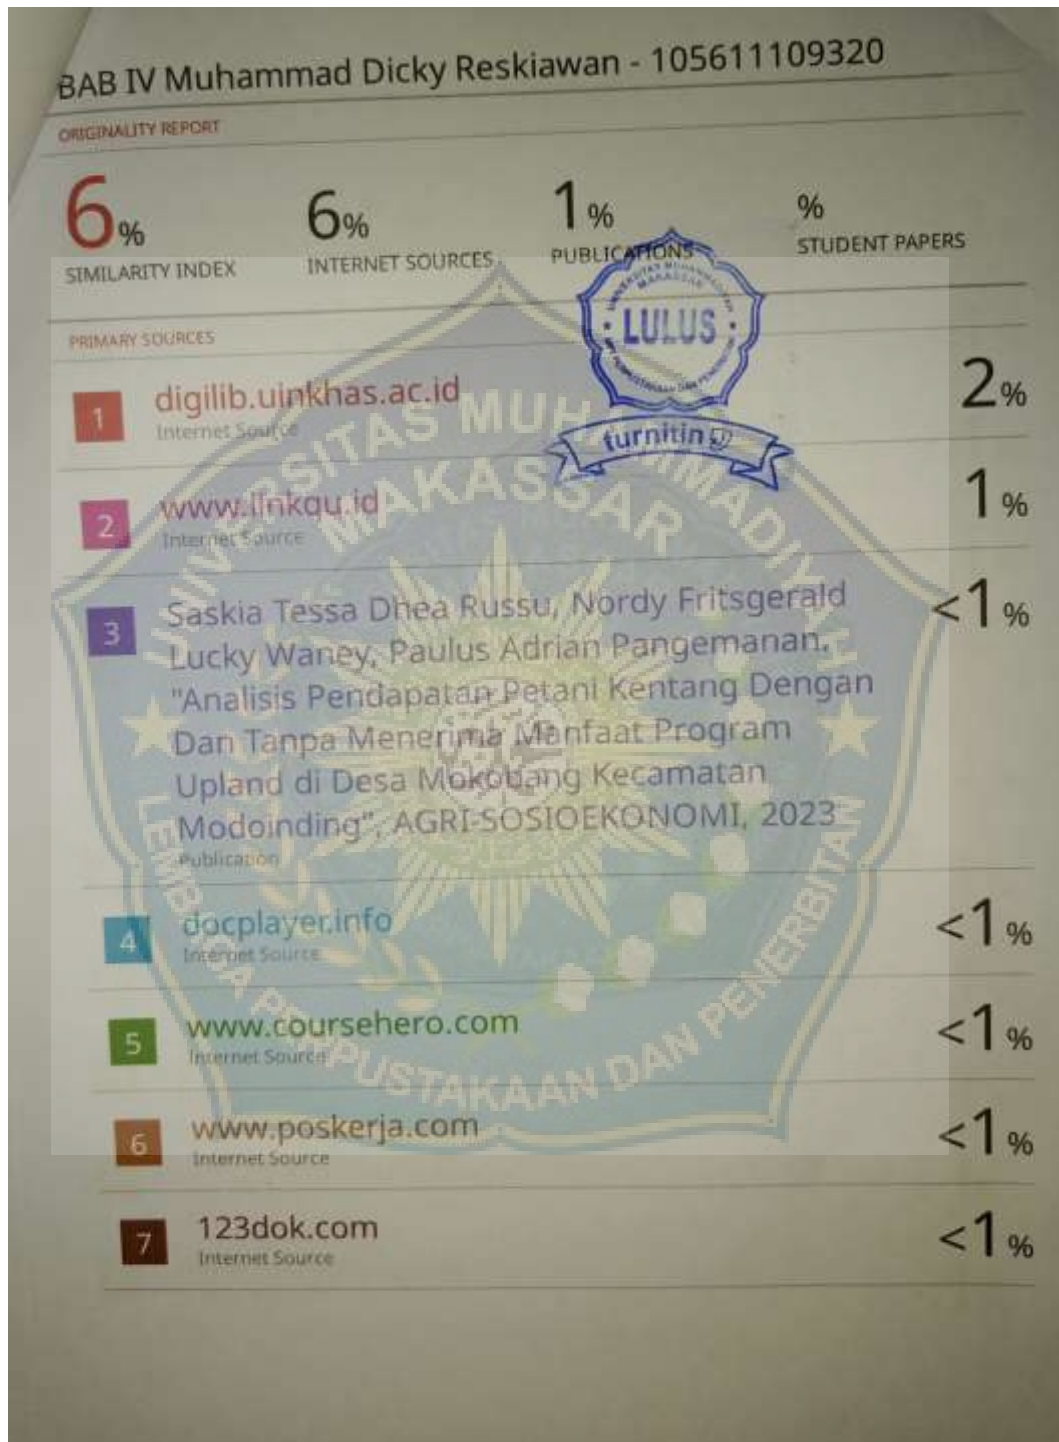 BAB IV Muhammad Dicky Reskiawan - 105611109320
ORIGINALITY REPORT
6%
SIMILARITY INDEX
6%
INTERNET SOURCES
1%
PUBLICATIONS
%
STUDENT PAPERS
UNIVERSITAS MUHAMMADIYAH
MAKASSAR
LULUS
turnitin
PRIMARY SOURCES
1 digilib.uinkhas.ac.id 2%
Internet Source
2 www.linkqu.id 1%
Internet Source
3 Saskia Tessa Dhea Russu, Nordy Fritsgerald <1%
Lucky Waney, Paulus Adrian Pangemanan.
"Analisis Pendapatan Petani Kentang Dengan
Dan Tanpa Menerima Manfaat Program
Upland di Desa Mokobang Kecamatan
Modoinding", AGRI-SOSIOEKONOMI, 2023
Publication
4 docplayer.info <1%
Internet Source
5 www.coursehero.com <1%
Internet Source
6 www.poskerja.com <1%
Internet Source
7 123dok.com <1%
Internet Source
UNIVERSITAS MUHAMMADIYAH
MAKASSAR
LEMBAGA PERPUSTAKAAN DAN PENERBITAN